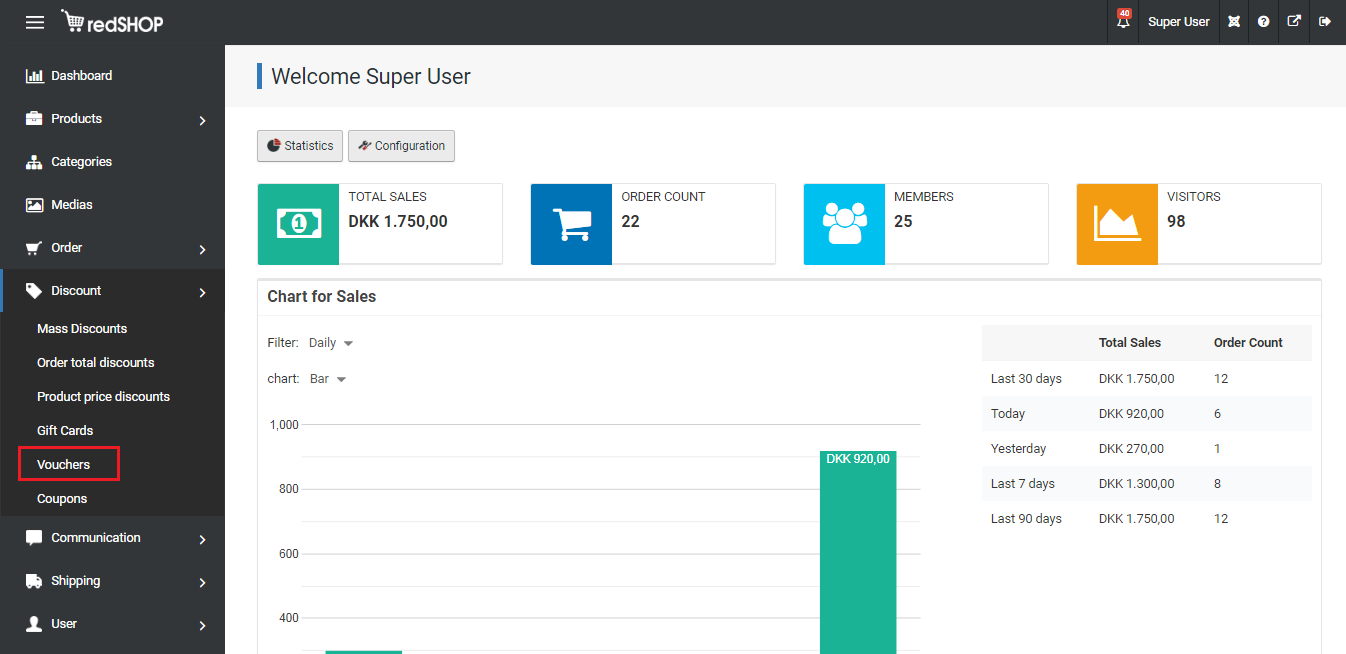 redSHOP
40
Super User
Dashboard
Products
Categories
Medias
Order
Discount
Mass Discounts
Order total discounts
Product price discounts
Gift Cards
Vouchers
Coupons
Communication
Shipping
User
Welcome Super User
Statistics
Configuration
TOTAL SALES
DKK 1.750,00
ORDER COUNT
22
MEMBERS
25
VISITORS
98
Chart for Sales
Filter: Daily
chart: Bar
1,000
800
600
400
DKK 920,00
Total Sales Order Count
Last 30 days DKK 1.750,00 12
Today DKK 920,00 6
Yesterday DKK 270,00 1
Last 7 days DKK 1.300,00 8
Last 90 days DKK 1.750,00 12